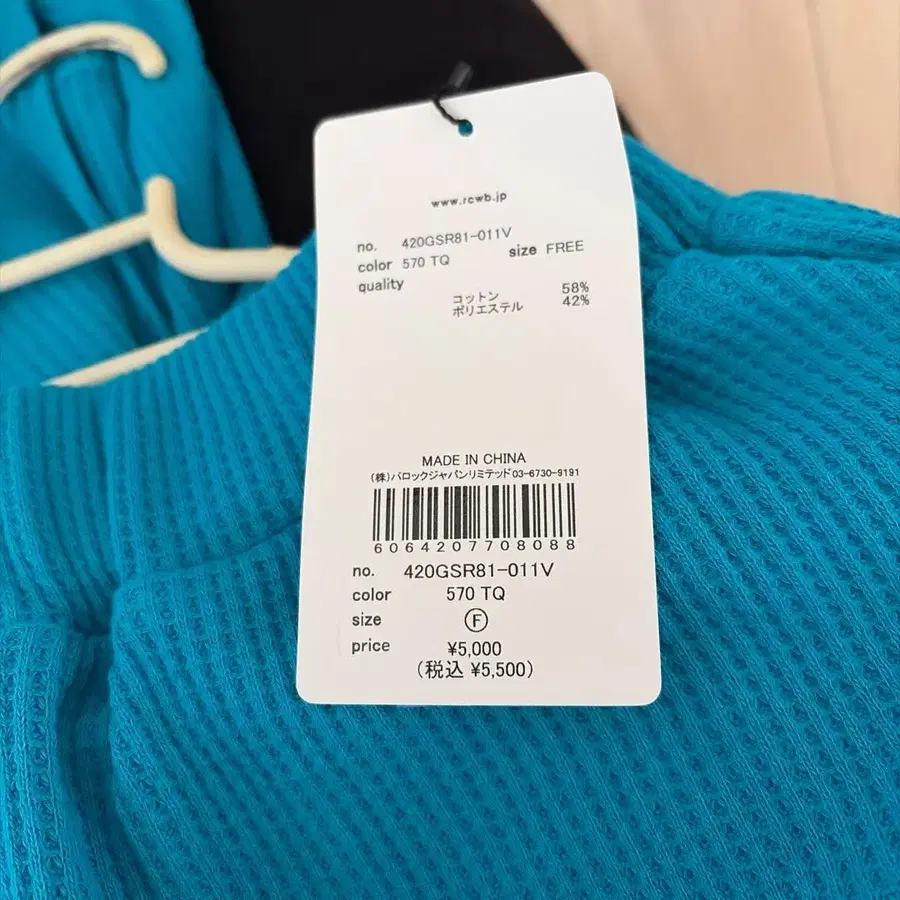 www.rcwb.jp
no. 420GSR81-011V
color 570 TQ size FREE
quality
コットン 58%
ポリエステル 42%
MADE IN CHINA
(株)バロックジャパンリミテッド03-6730-9191
6064207708088
no. 420GSR81-011V
color 570 TQ
size Ⓕ
price ¥5,000
(税込 ¥5,500)